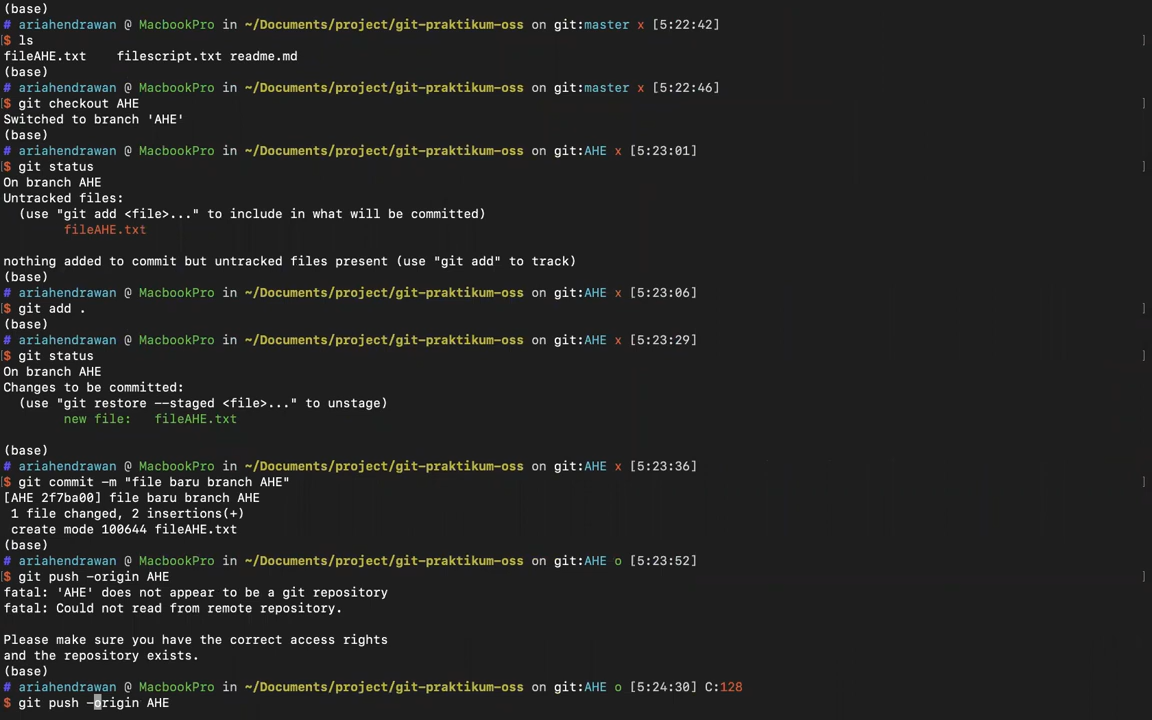 (base)
# ariahendrawan @ MacbookPro in ~/Documents/project/git-praktikum-oss on git:master x [5:22:42]
[$ ls ]
fileAHE.txt    filescript.txt readme.md
(base)
# ariahendrawan @ MacbookPro in ~/Documents/project/git-praktikum-oss on git:master x [5:22:46]
[$ git checkout AHE ]
Switched to branch 'AHE'
(base)
# ariahendrawan @ MacbookPro in ~/Documents/project/git-praktikum-oss on git:AHE x [5:23:01]
[$ git status ]
On branch AHE
Untracked files:
  (use "git add <file>..." to include in what will be committed)
        fileAHE.txt
nothing added to commit but untracked files present (use "git add" to track)
(base)
# ariahendrawan @ MacbookPro in ~/Documents/project/git-praktikum-oss on git:AHE x [5:23:06]
[$ git add . ]
(base)
# ariahendrawan @ MacbookPro in ~/Documents/project/git-praktikum-oss on git:AHE x [5:23:29]
[$ git status ]
On branch AHE
Changes to be committed:
  (use "git restore --staged <file>..." to unstage)
        new file:   fileAHE.txt
(base)
# ariahendrawan @ MacbookPro in ~/Documents/project/git-praktikum-oss on git:AHE x [5:23:36]
[$ git commit -m "file baru branch AHE" ]
[AHE 2f7ba00] file baru branch AHE
 1 file changed, 2 insertions(+)
 create mode 100644 fileAHE.txt
(base)
# ariahendrawan @ MacbookPro in ~/Documents/project/git-praktikum-oss on git:AHE o [5:23:52]
[$ git push -origin AHE ]
fatal: 'AHE' does not appear to be a git repository
fatal: Could not read from remote repository.
Please make sure you have the correct access rights
and the repository exists.
(base)
# ariahendrawan @ MacbookPro in ~/Documents/project/git-praktikum-oss on git:AHE o [5:24:30] C:128
$ git push -origin AHE